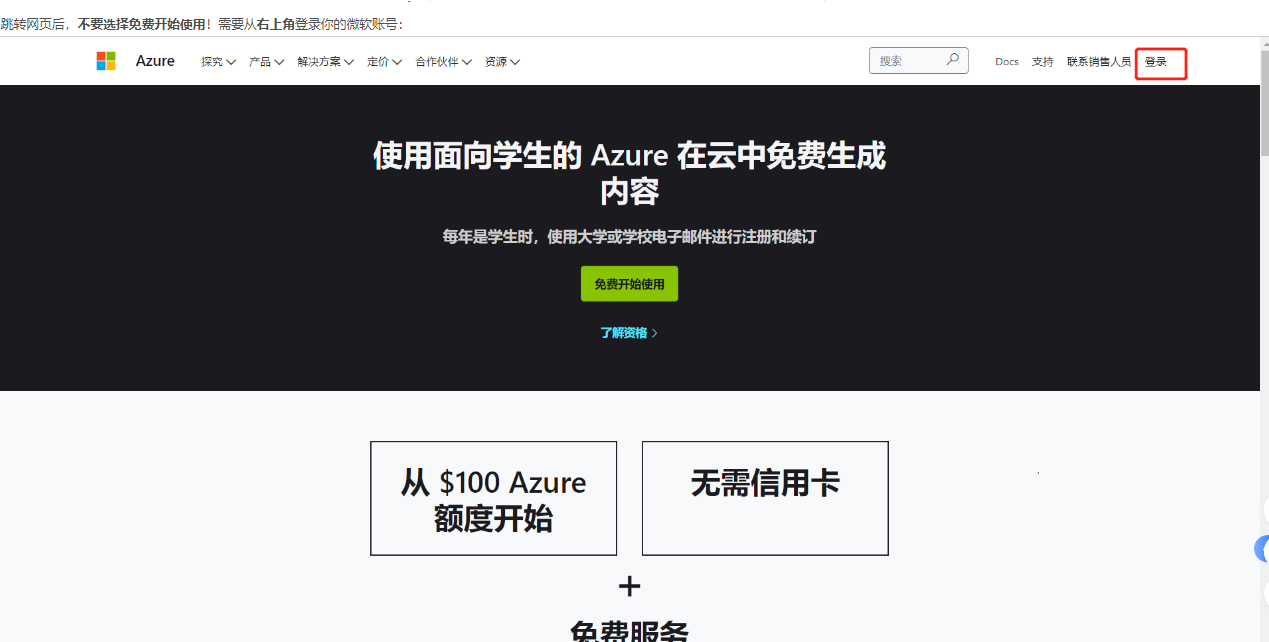 跳转网页后，不要选择免费开始使用！需要从右上角登录你的微软账号：
Azure 探究 产品 解决方案 定价 合作伙伴 资源 搜索 Docs 支持 联系销售人员 登录
使用面向学生的 Azure 在云中免费生成
内容
每年是学生时，使用大学或学校电子邮件进行注册和续订
免费开始使用
了解资格
从 $100 Azure
额度开始
无需信用卡
+
免费服务